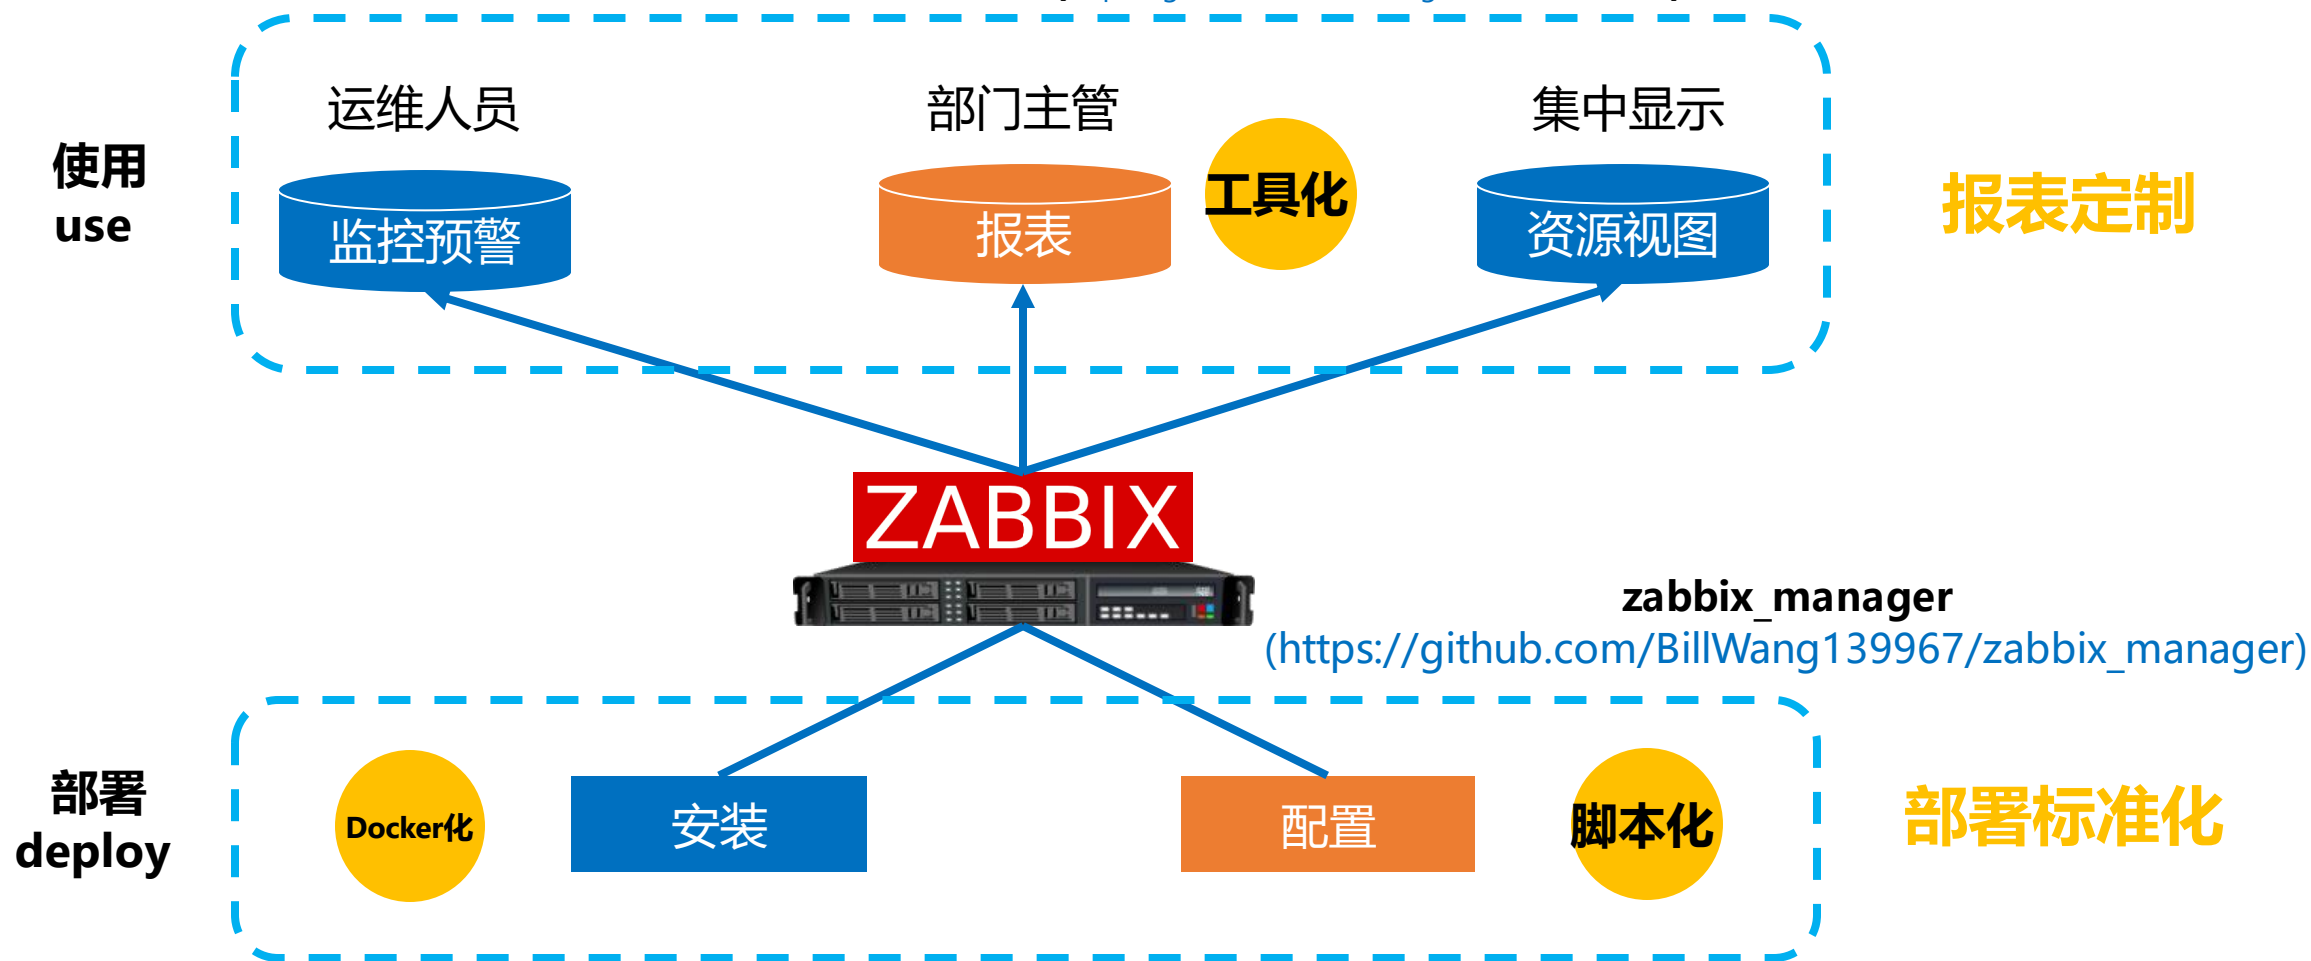 运维人员
部门主管
集中显示
使用
use
监控预警
报表
工具化
资源视图
报表定制
ZABBIX
zabbix_manager
(https://github.com/BillWang139967/zabbix_manager)
部署
deploy
Docker化
安装
配置
脚本化
部署标准化